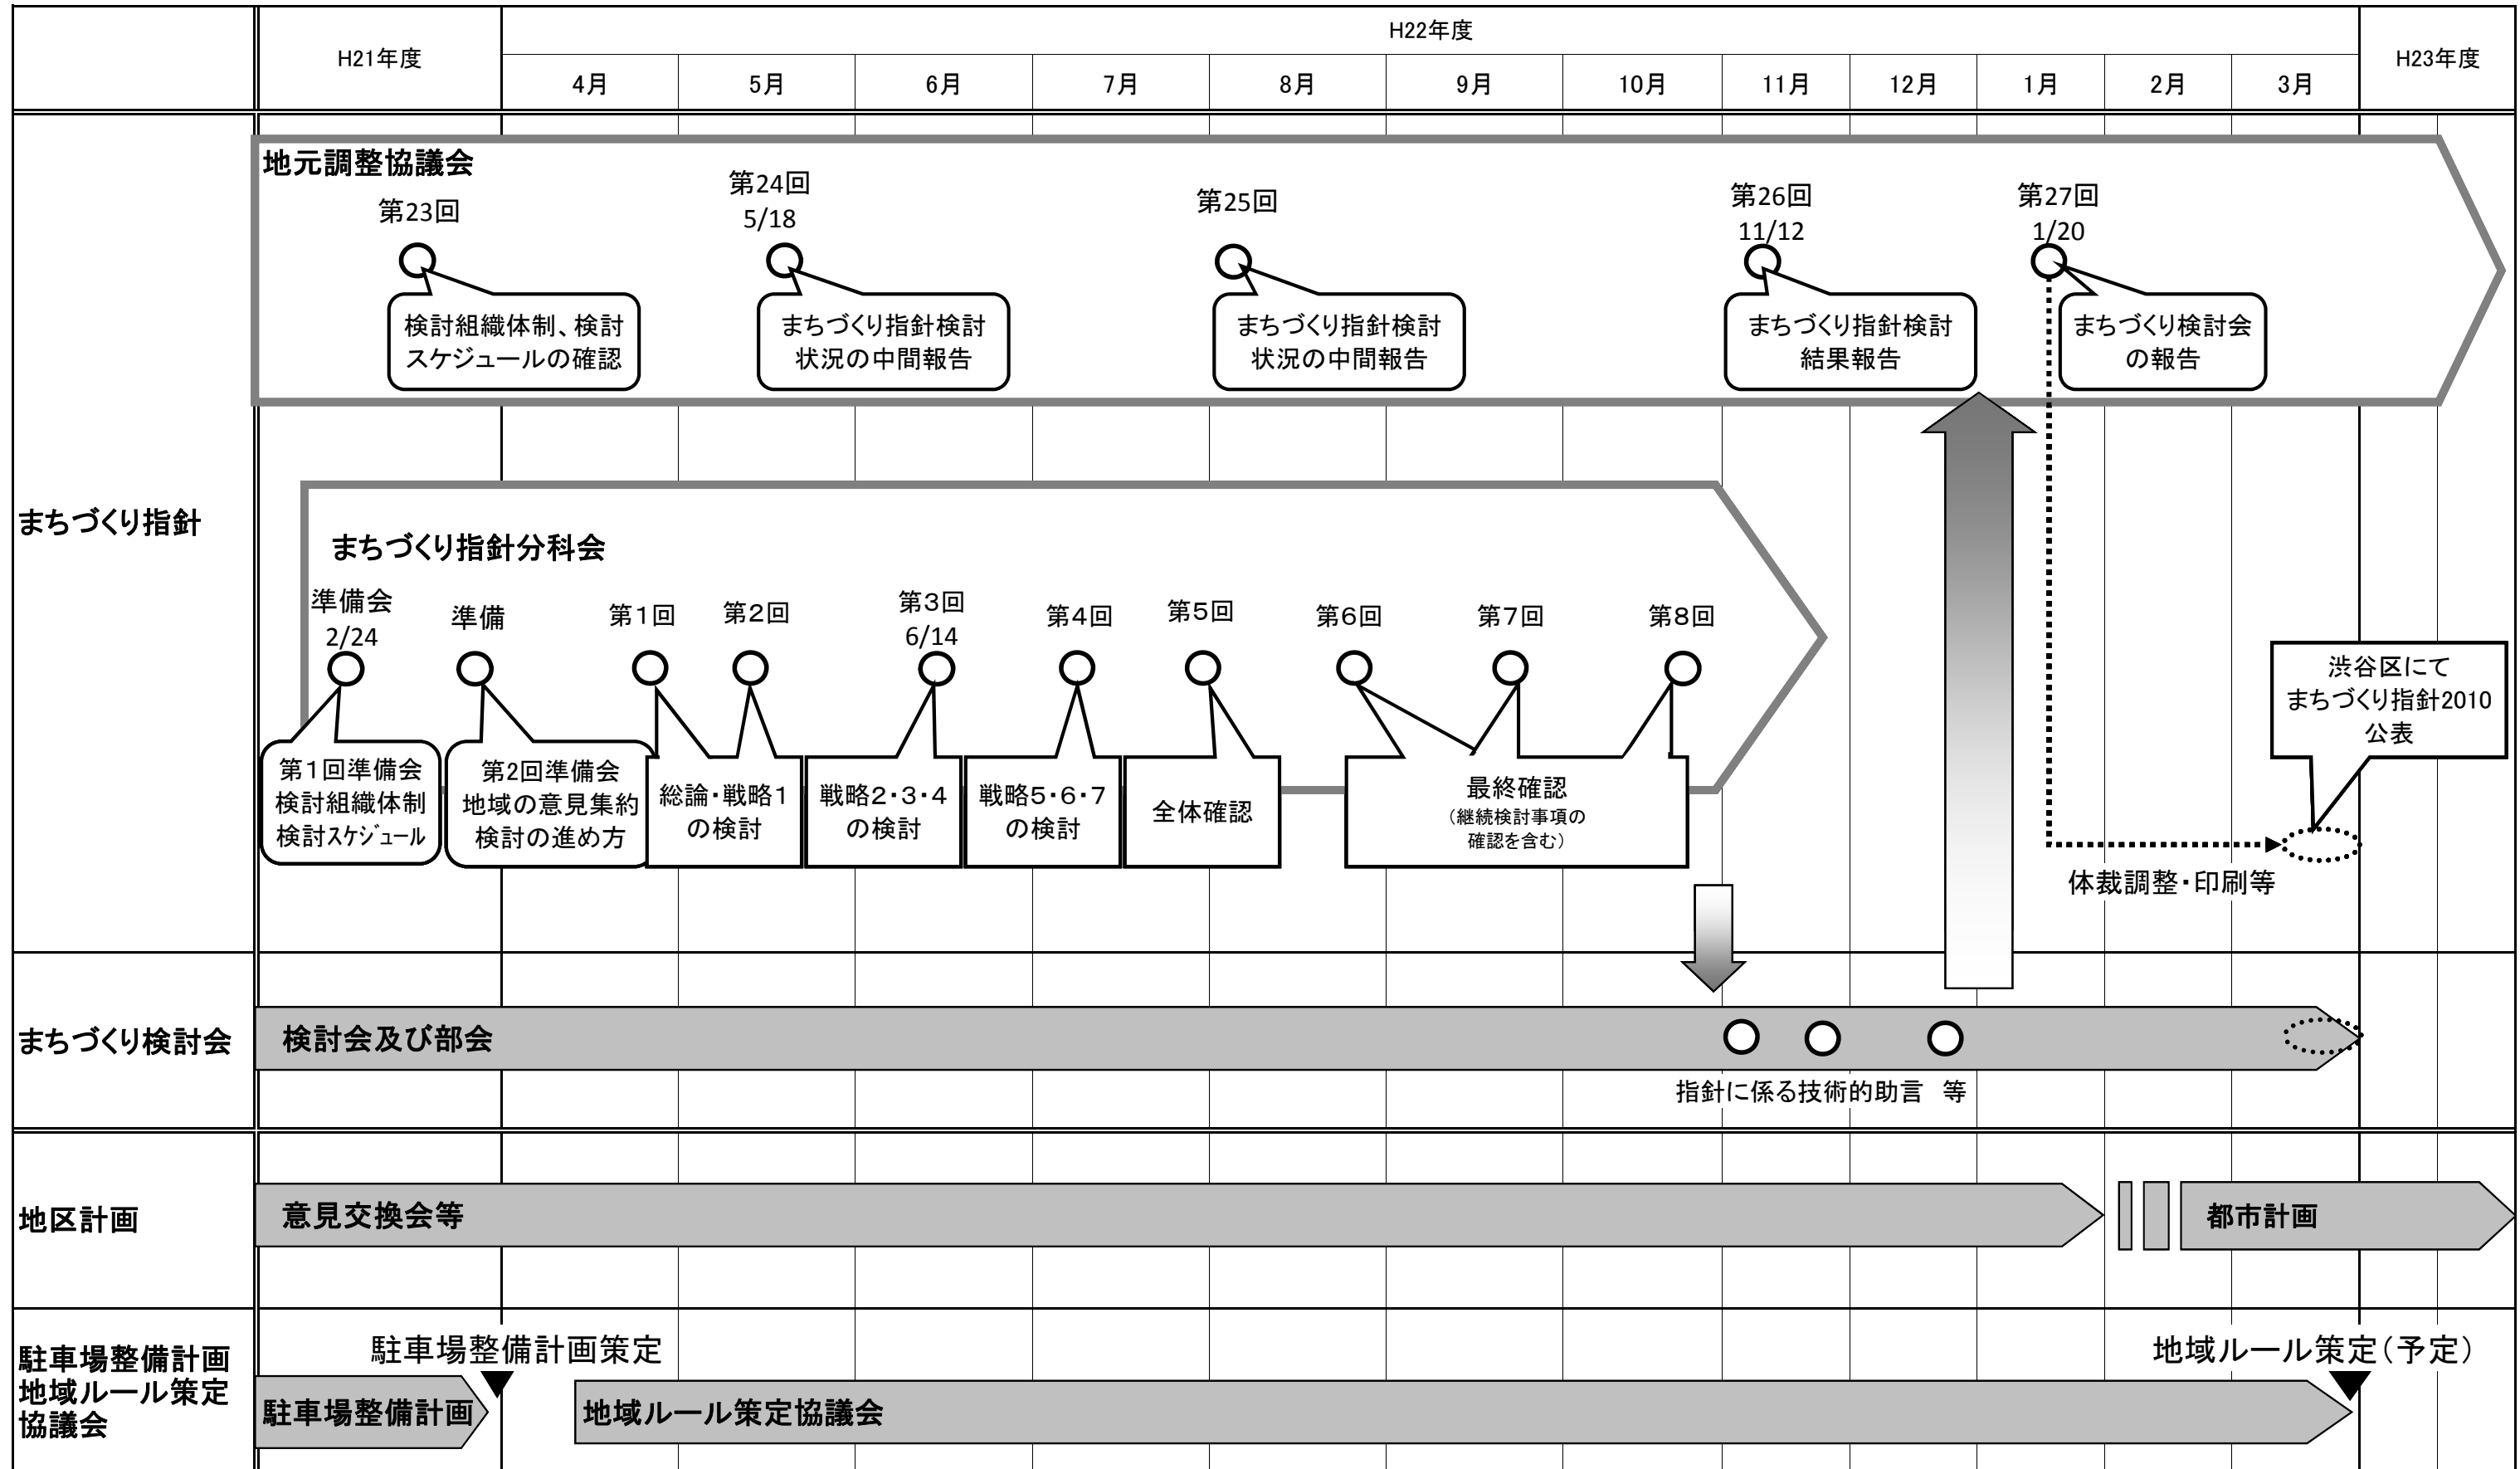 H21年度
H22年度
H23年度
4月
5月
6月
7月
8月
9月
10月
11月
12月
1月
2月
3月
まちづくり指針
地元調整協議会
第23回
第24回
5/18
第25回
第26回
11/12
第27回
1/20
検討組織体制、検討
スケジュールの確認
まちづくり指針検討
状況の中間報告
まちづくり指針検討
状況の中間報告
まちづくり指針検討
結果報告
まちづくり検討会
の報告
まちづくり指針分科会
準備会
2/24
準備
第1回
第2回
第3回
6/14
第4回
第5回
第6回
第7回
第8回
第1回準備会
検討組織体制
検討スケジュール
第2回準備会
地域の意見集約
検討の進め方
総論・戦略1
の検討
戦略2・3・4
の検討
戦略5・6・7
の検討
全体確認
最終確認
（継続検討事項の
確認を含む）
渋谷区にて
まちづくり指針2010
公表
体裁調整・印刷等
まちづくり検討会
検討会及び部会
指針に係る技術的助言　等
地区計画
意見交換会等
都市計画
駐車場整備計画
地域ルール策定
協議会
駐車場整備計画策定
駐車場整備計画
地域ルール策定協議会
地域ルール策定（予定）